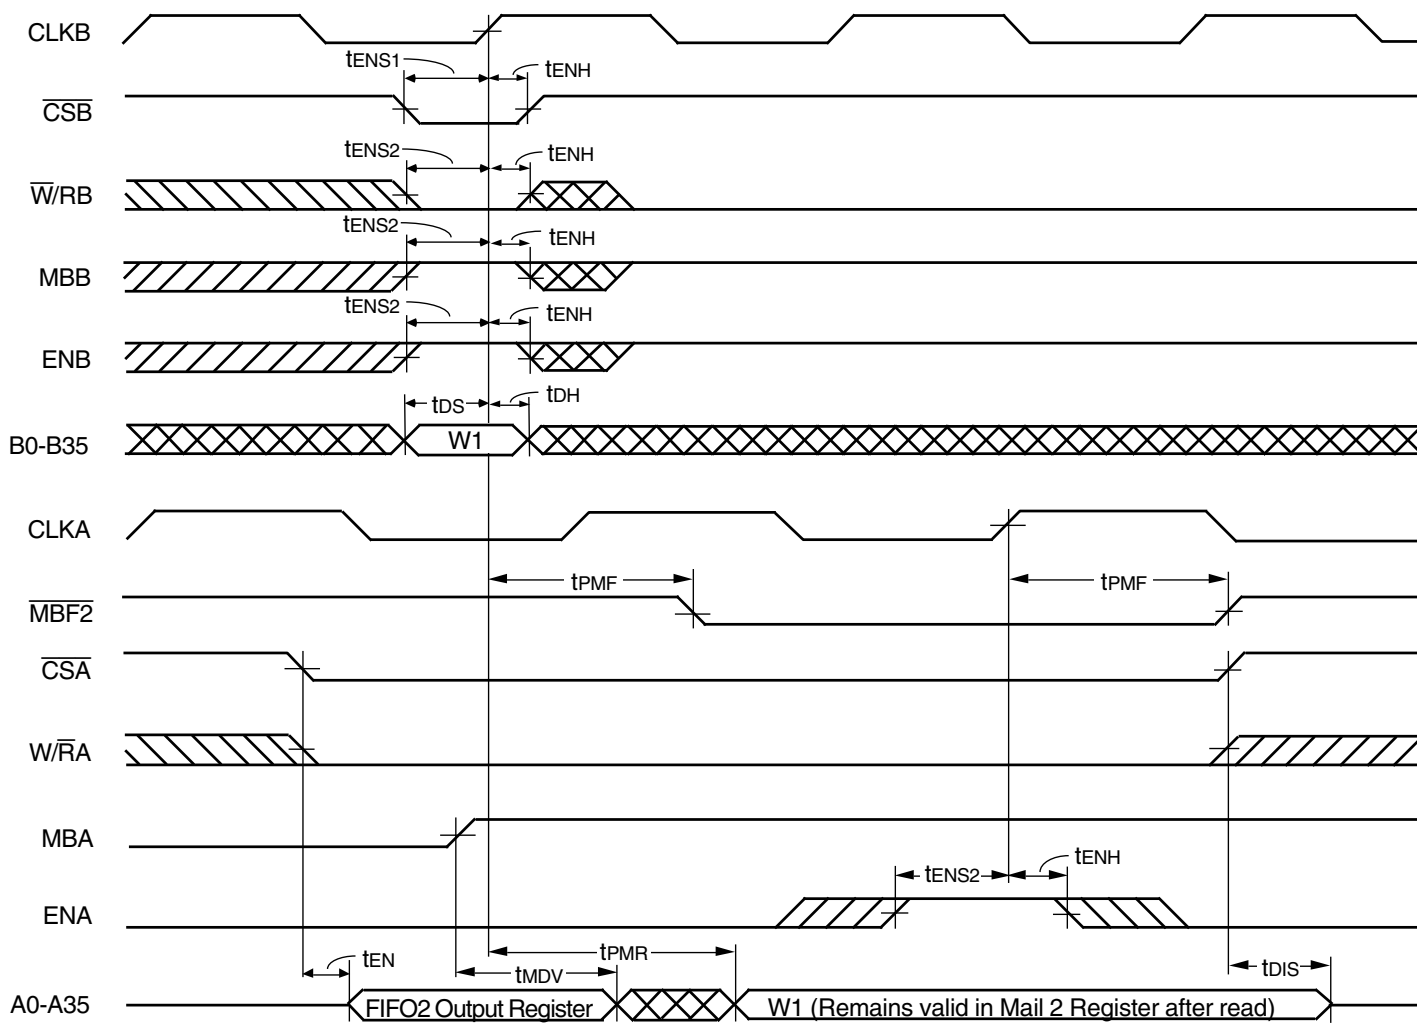 CLKB
tENS1 tENH
CSB
tENS2 tENH
W/RB
tENS2 tENH
MBB
tENS2 tENH
ENB
tDS tDH
B0-B35 W1
CLKA
tPMF tPMF
MBF2
CSA
W/RA
MBA
tENS2 tENH
ENA
tEN tMDV tPMR tDIS
A0-A35 FIFO2 Output Register W1 (Remains valid in Mail 2 Register after read)